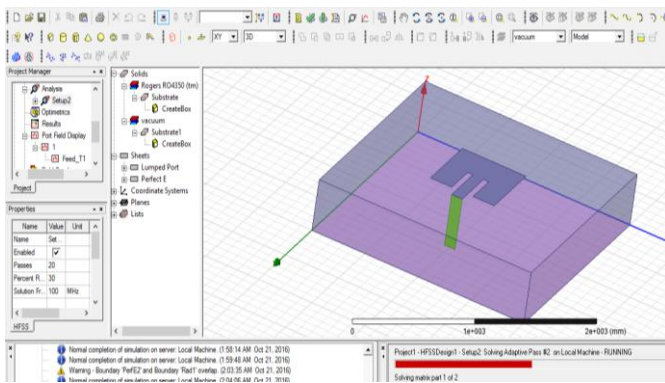 XY
3D
vacuum
Model
Project Manager
Analysis
Setup2
Optimetrics
Results
Port Field Display
1
Feed_T1
Project
Properties
Name Value Unit
Name Set...
Enabled
Passes 20
Percent R... 30
Solution Fr... 100 MHz
HFSS
Solids
Rogers RO4350 (tm)
Substrate
CreateBox
vacuum
Substrate1
CreateBox
Sheets
Lumped Port
Perfect E
Coordinate Systems
Planes
Lists
0 1e+003 2e+003 (mm)
Normal completion of simulation on server: Local Machine. (1:58:14 AM Oct 21, 2016)
Normal completion of simulation on server: Local Machine. (1:59:48 AM Oct 21, 2016)
Warning - Boundary 'PerfE2' and Boundary 'Rad1' overlap. (2:03:35 AM Oct 21, 2016)
Normal completion of simulation on server: Local Machine. (2:04:06 AM Oct 21, 2016)
Project1 - HFSSDesign1 - Setup2: Solving Adaptive Pass #2 on Local Machine - RUNNING
Solving matrix part 1 of 2